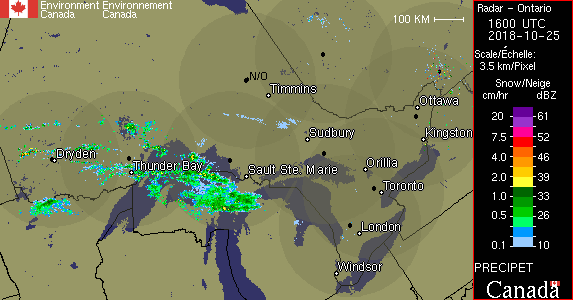 Environment Environnement
Canada Canada
100 KM
Radar - Ontario
1600 UTC
2018-10-25
Scale/Échelle:
3.5 km/Pixel
Snow/Neige
cm/hr dBZ
20 61
7.5 52
4.0 46
2.0 39
1.0 33
0.5 26
0.1 10
PRECIPET
Canada
N/O
Timmins
Ottawa
Sudbury
Kingston
Dryden
Thunder Bay
Sault Ste. Marie
Orillia
Toronto
London
Windsor